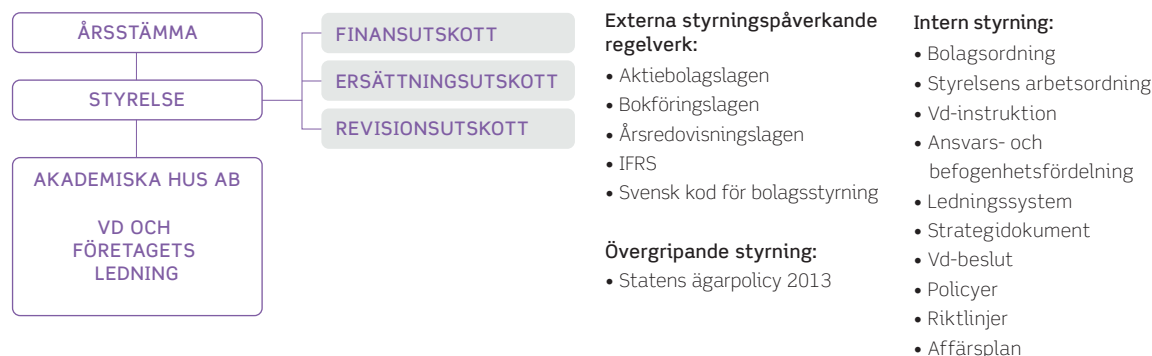 ÅRSSTÄMMA
STYRELSE
AKADEMISKA HUS AB
VD OCH
FÖRETAGETS
LEDNING
FINANSUTSKOTT
ERSÄTTNINGSUTSKOTT
REVISIONSUTSKOTT
Externa styrningspåverkande
regelverk:
• Aktiebolagslagen
• Bokföringslagen
• Årsredovisningslagen
• IFRS
• Svensk kod för bolagsstyrning
Övergripande styrning:
• Statens ägarpolicy 2013
Intern styrning:
• Bolagsordning
• Styrelsens arbetsordning
• Vd-instruktion
• Ansvars- och
befogenhetsfördelning
• Ledningssystem
• Strategidokument
• Vd-beslut
• Policyer
• Riktlinjer
• Affärsplan